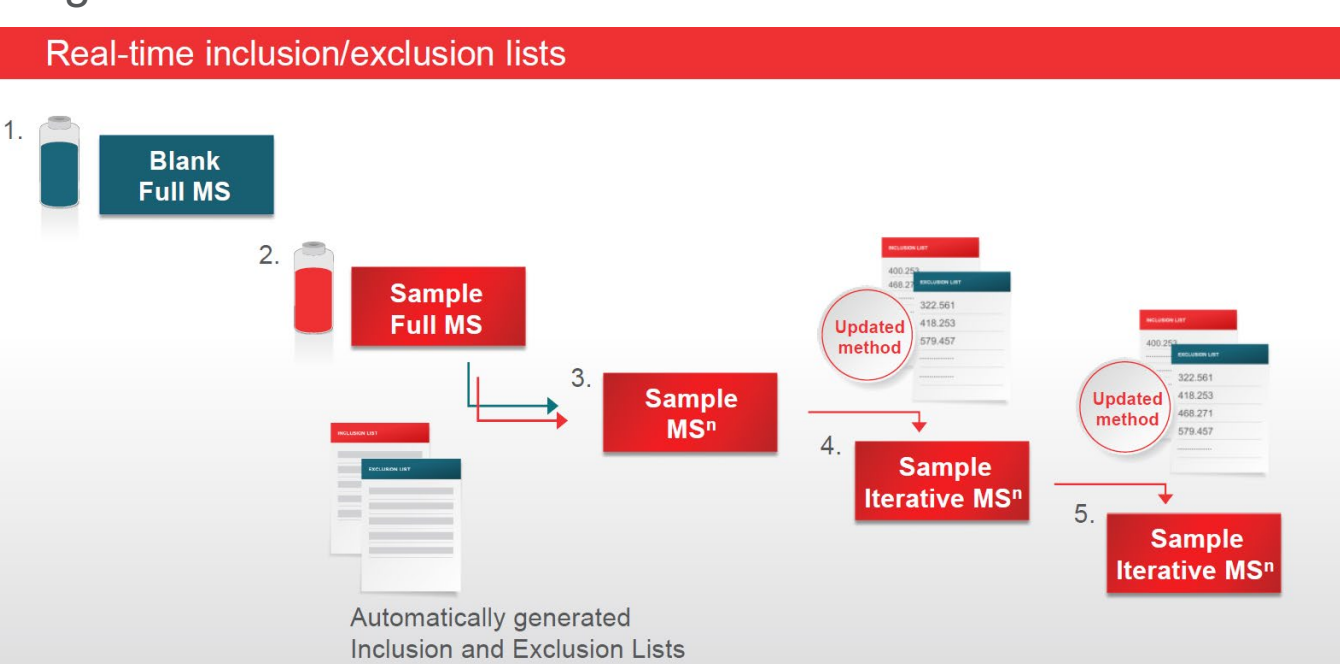 Real-time inclusion/exclusion lists
1.
Blank
Full MS
2.
Sample
Full MS
INCLUSION LIST
EXCLUSION LIST
Automatically generated
Inclusion and Exclusion Lists
3.
Sample
MSⁿ
INCLUSION LIST
400.253
EXCLUSION LIST
322.561
418.253
579.457
Updated
method
4.
Sample
Iterative MSⁿ
INCLUSION LIST
400.253
EXCLUSION LIST
322.561
418.253
468.271
579.457
Updated
method
5.
Sample
Iterative MSⁿ